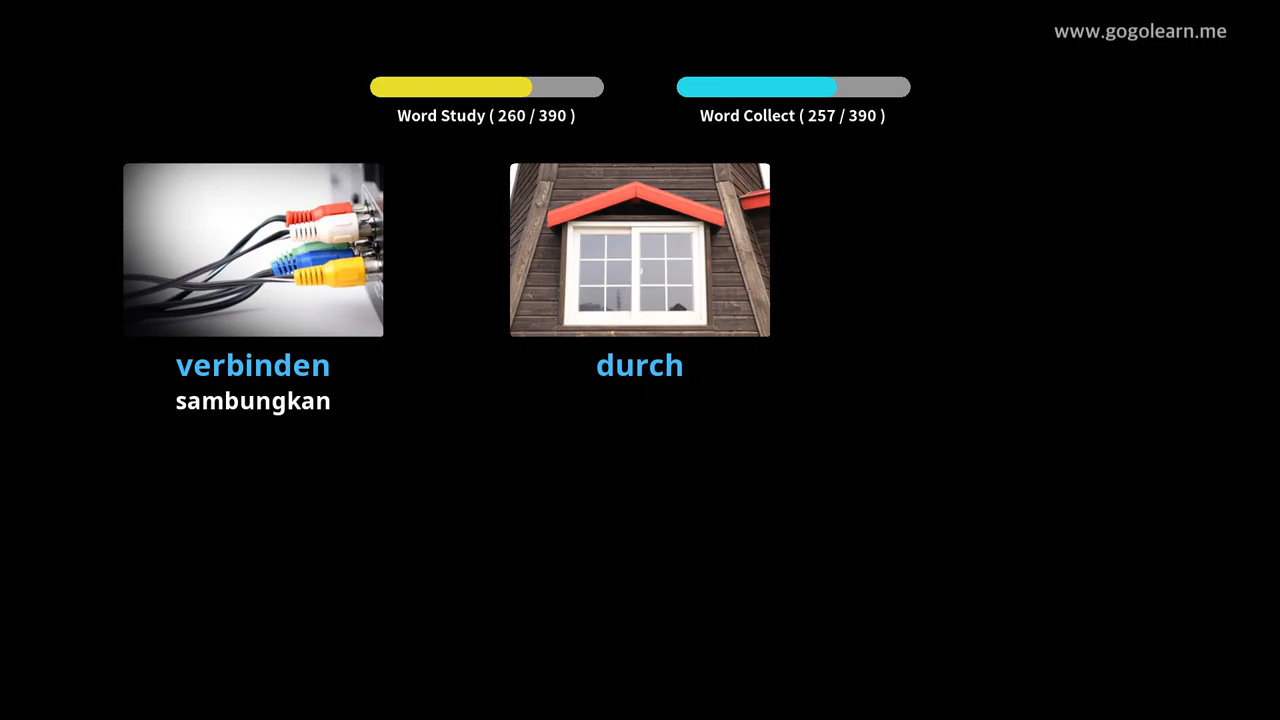 www.gogolearn.me
Word Study ( 260 / 390 )
Word Collect ( 257 / 390 )
verbinden
sambungkan
durch